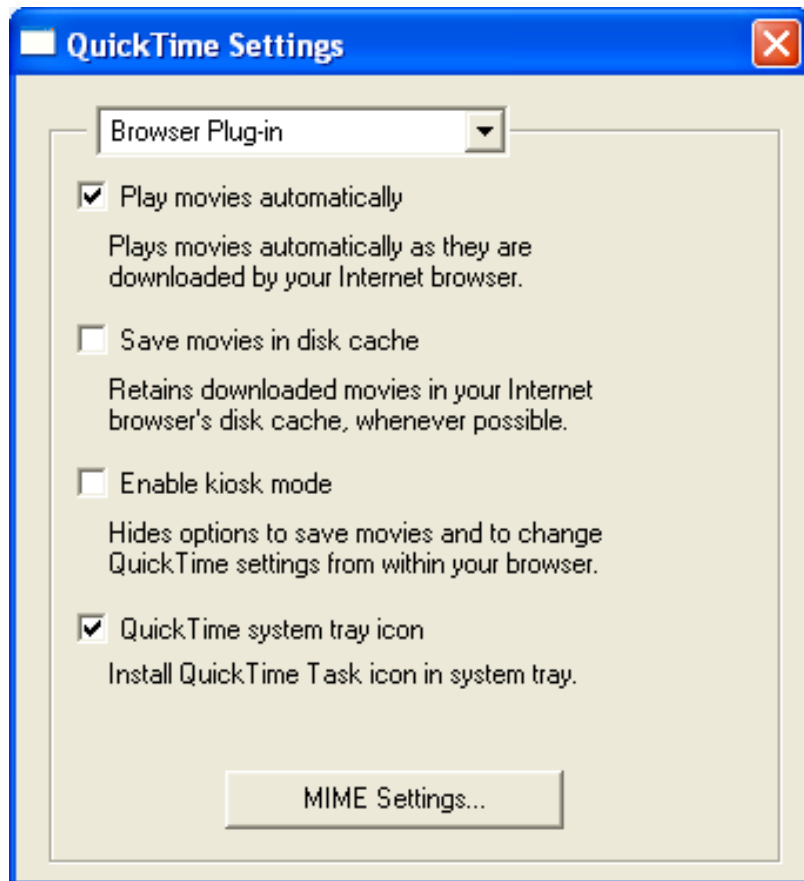 QuickTime Settings
Browser Plug-in
Play movies automatically
Plays movies automatically as they are
downloaded by your Internet browser.
Save movies in disk cache
Retains downloaded movies in your Internet
browser's disk cache, whenever possible.
Enable kiosk mode
Hides options to save movies and to change
QuickTime settings from within your browser.
QuickTime system tray icon
Install QuickTime Task icon in system tray.
MIME Settings...